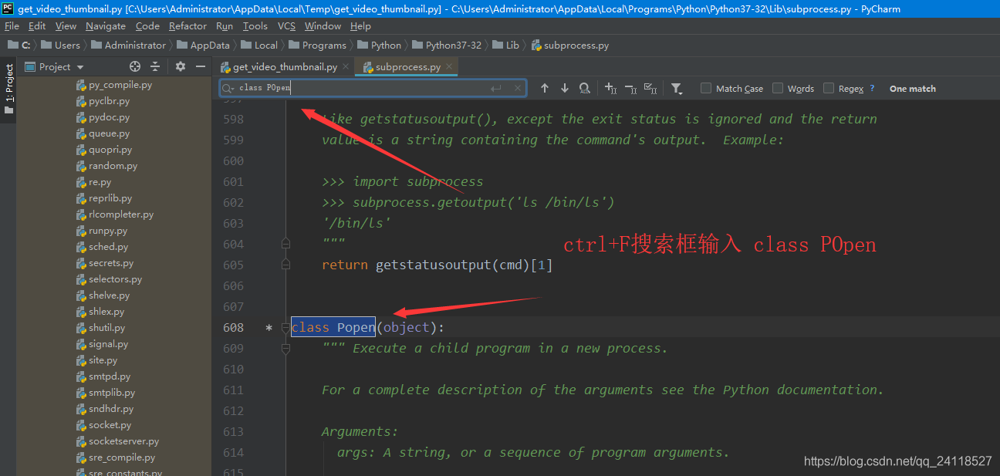 get_video_thumbnail.py [C:\Users\Administrator\AppData\Local\Temp\get_video_thumbnail.py] - C:\Users\Administrator\AppData\Local\Programs\Python\Python37-32\Lib\subprocess.py - PyCharm
File Edit View Navigate Code Refactor Run Tools VCS Window Help
C: Users Administrator AppData Local Programs Python Python37-32 Lib subprocess.py
1: Project
Project
get_video_thumbnail.py subprocess.py
class POpen
Match Case Words Regex ? One match
py_compile.py
pyclbr.py
pydoc.py
queue.py
quopri.py
random.py
re.py
reprlib.py
rlcompleter.py
runpy.py
sched.py
secrets.py
selectors.py
shelve.py
shlex.py
shutil.py
signal.py
site.py
smtpd.py
smtplib.py
sndhdr.py
socket.py
socketserver.py
sre_compile.py
sre_constants.py
597
598 Like getstatusoutput(), except the exit status is ignored and the return
599 value is a string containing the command's output. Example:
600
601 >>> import subprocess
602 >>> subprocess.getoutput('ls /bin/ls')
603 '/bin/ls'
604 """
605 return getstatusoutput(cmd)[1]
606
607
608 * class Popen(object):
609 """ Execute a child program in a new process.
610
611 For a complete description of the arguments see the Python documentation.
612
613 Arguments:
614 args: A string, or a sequence of program arguments.
615
ctrl+F搜索框输入 class POpen
https://blog.csdn.net/qq_24118527